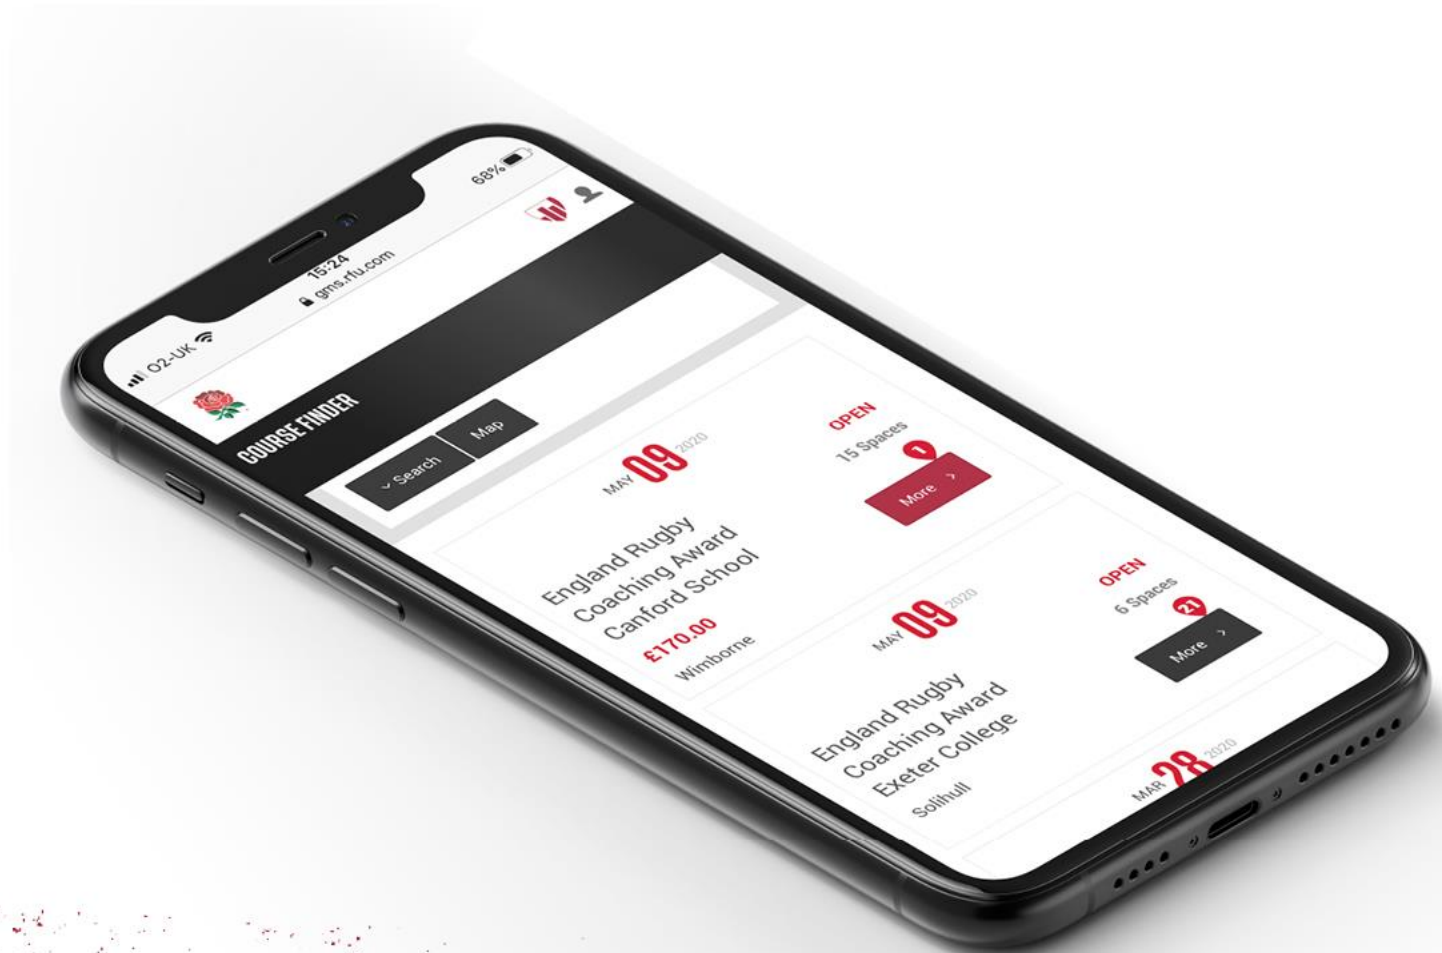 O2-UK
15:24
68%
gms.rfu.com
COURSE FINDER
Search
Map
MAY 09 2020
OPEN
15 Spaces
1
More
England Rugby
Coaching Award
Canford School
£170.00
Wimborne
MAY 09 2020
OPEN
6 Spaces
21
More
England Rugby
Coaching Award
Exeter College
Solihull
MAR 28 2020